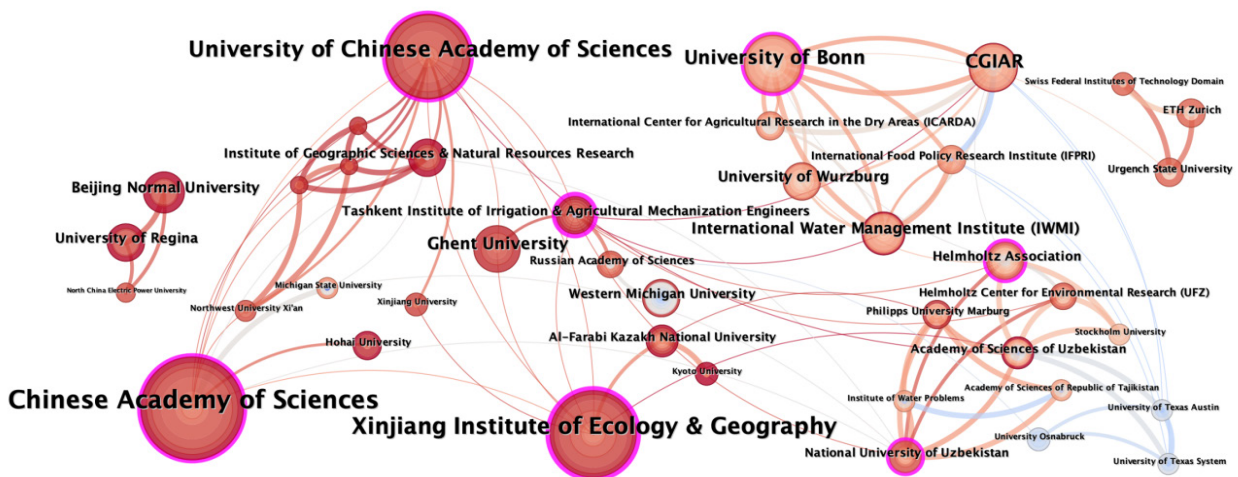 University of Chinese Academy of Sciences
University of Bonn
CGIAR
Swiss Federal Institutes of Technology Domain
ETH Zurich
International Center for Agricultural Research in the Dry Areas (ICARDA)
Institute of Geographic Sciences & Natural Resources Research
International Food Policy Research Institute (IFPRI)
Urgench State University
University of Wurzburg
Beijing Normal University
Tashkent Institute of Irrigation & Agricultural Mechanization Engineers
International Water Management Institute (IWMI)
University of Regina
Ghent University
Russian Academy of Sciences
Helmholtz Association
Michigan State University
North China Electric Power University
Western Michigan University
Helmholtz Center for Environmental Research (UFZ)
Xinjiang University
Northwest University Xi'an
Philipps University Marburg
Stockholm University
Al-Farabi Kazakh National University
Hohai University
Academy of Sciences of Uzbekistan
Kyoto University
Academy of Sciences of Republic of Tajikistan
Chinese Academy of Sciences
Institute of Water Problems
University of Texas Austin
Xinjiang Institute of Ecology & Geography
University Osnabruck
National University of Uzbekistan
University of Texas System